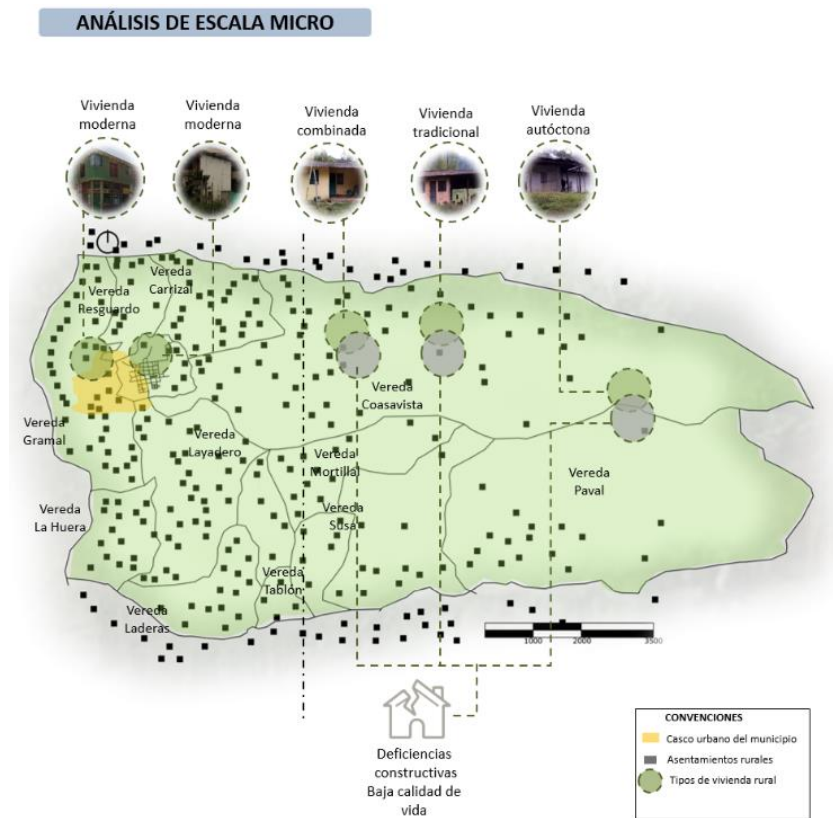 ANÁLISIS DE ESCALA MICRO
Vivienda
moderna
Vivienda
moderna
Vivienda
combinada
Vivienda
tradicional
Vivienda
autóctona
Vereda
Carrizal
Vereda
Resguardo
Vereda
Coasavista
Vereda
Gramal
Vereda
Layadero
Vereda
Mortillal
Vereda
Paval
Vereda
La Huera
Vereda
Susa
Vereda
Tablón
Vereda
Laderas
1000
2000
3500
Deficiencias
constructivas
Baja calidad de
vida
CONVENCIONES
Casco urbano del municipio
Asentamientos rurales
Tipos de vivienda rural